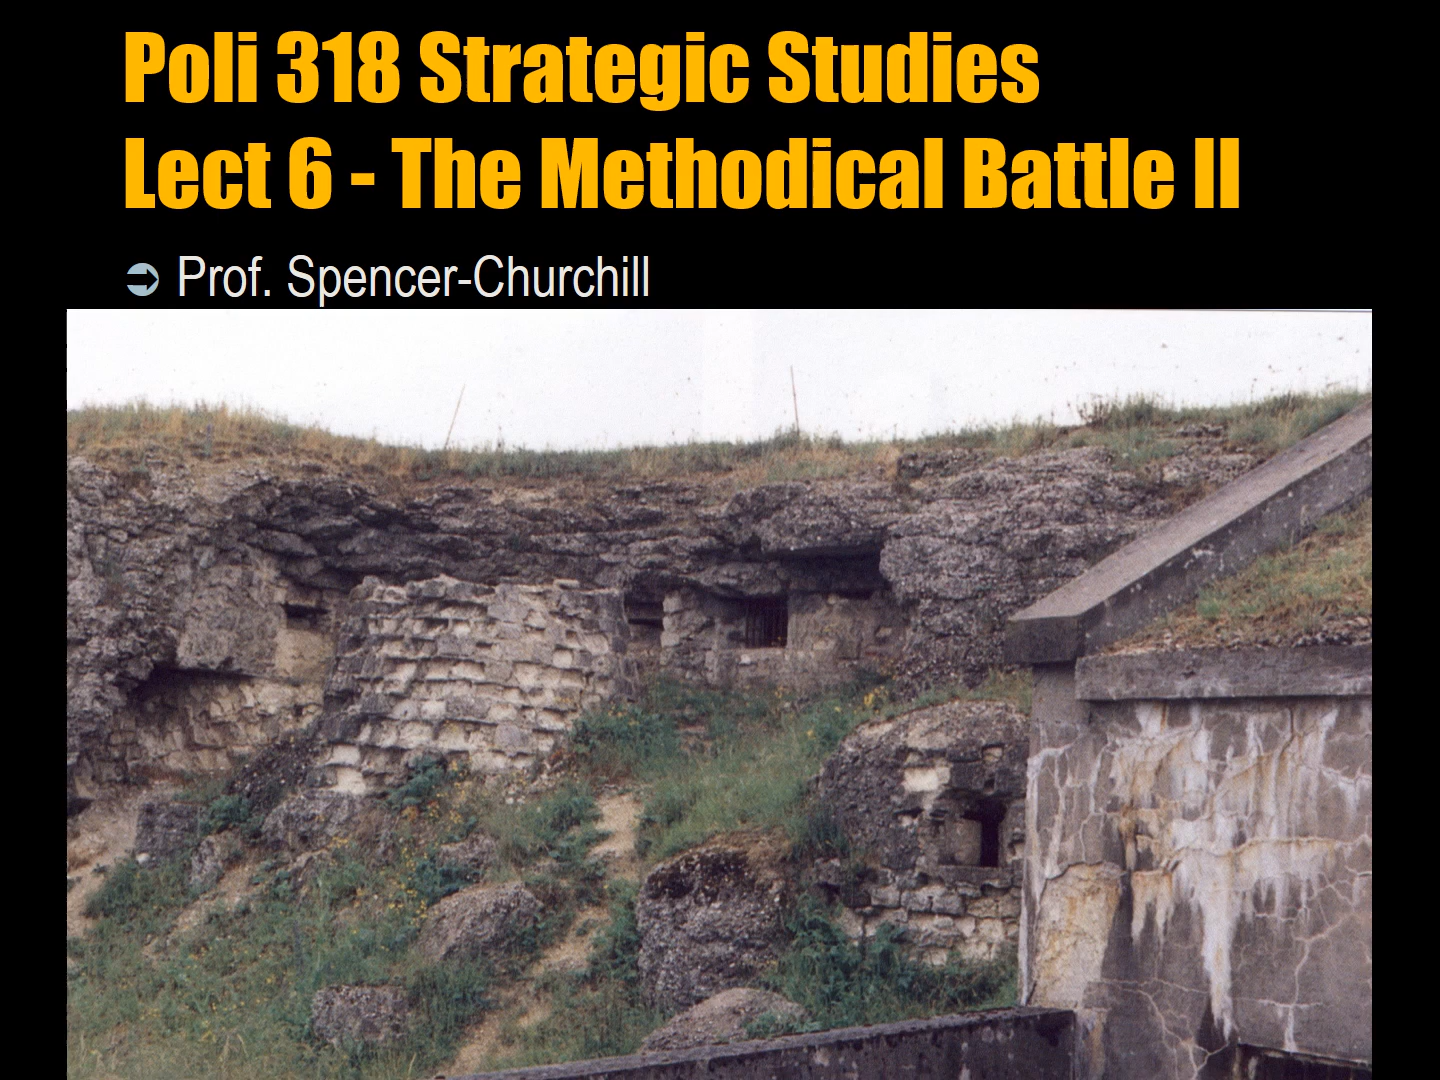 Poli 318 Strategic Studies
Lect 6 - The Methodical Battle II
Prof. Spencer-Churchill